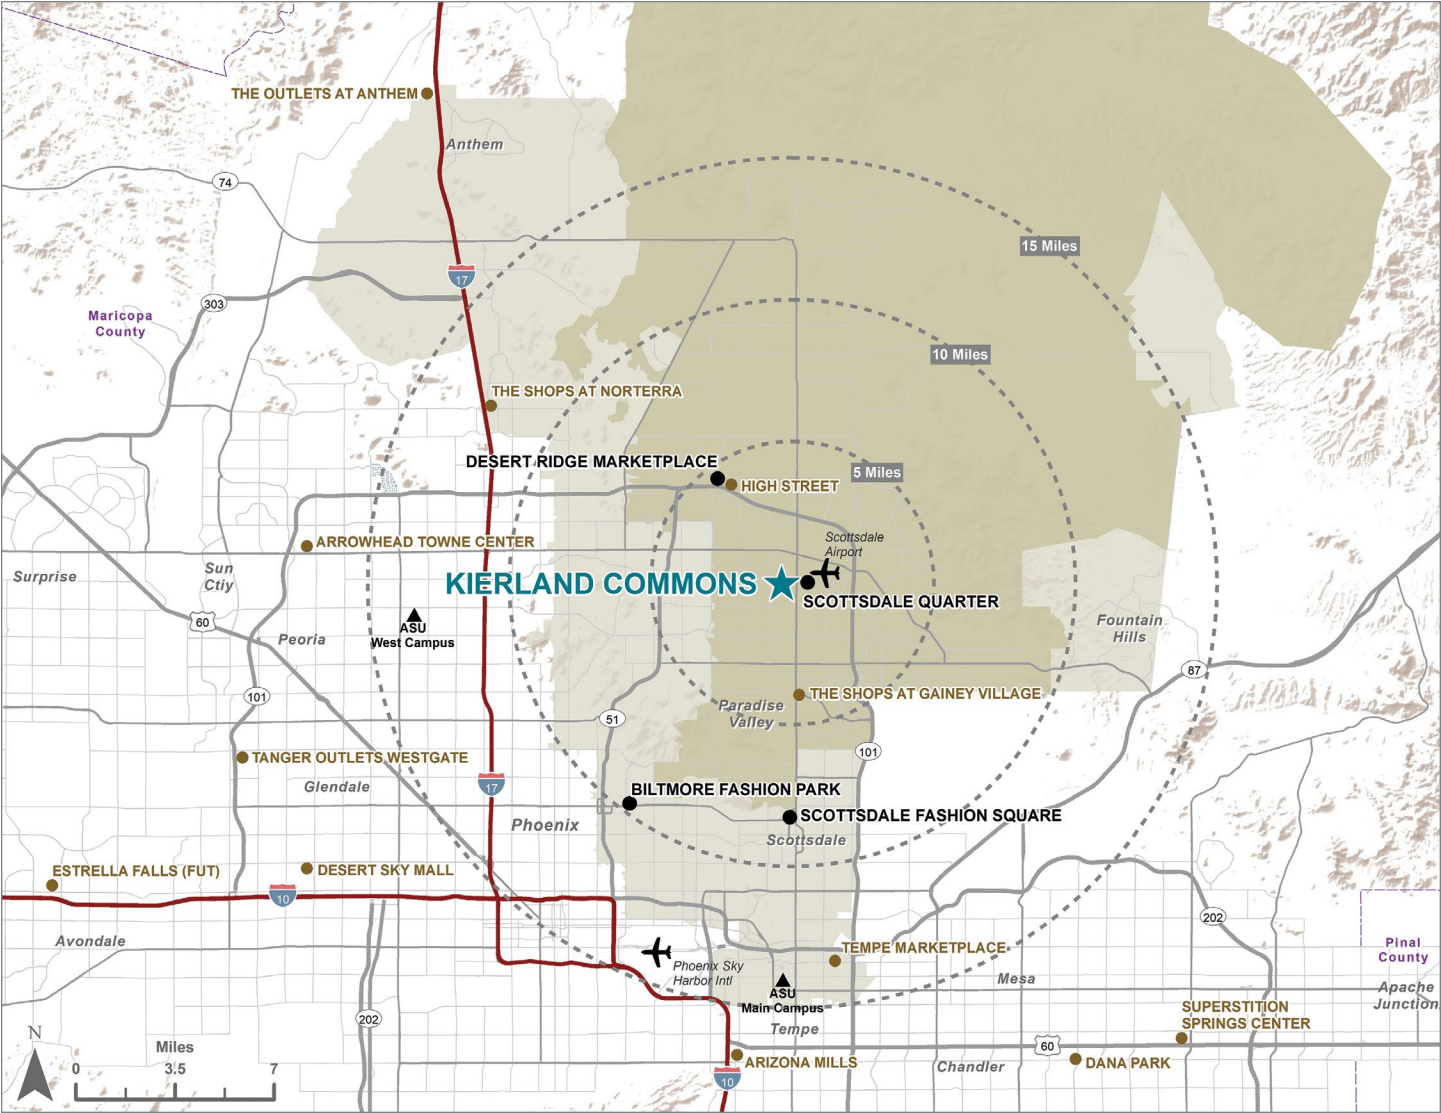 THE OUTLETS AT ANTHEM
Anthem
74
15 Miles
17
303
Maricopa
County
10 Miles
THE SHOPS AT NORTERRA
DESERT RIDGE MARKETPLACE
5 Miles
HIGH STREET
ARROWHEAD TOWNE CENTER
Scottsdale
Airport
Surprise
Sun
Ctiy
KIERLAND COMMONS
SCOTTSDALE QUARTER
60
ASU
West Campus
Peoria
Fountain
Hills
87
101
THE SHOPS AT GAINEY VILLAGE
Paradise
Valley
51
101
TANGER OUTLETS WESTGATE
Glendale
17
BILTMORE FASHION PARK
SCOTTSDALE FASHION SQUARE
Phoenix
Scottsdale
ESTRELLA FALLS (FUT)
DESERT SKY MALL
10
202
Avondale
TEMPE MARKETPLACE
Pinal
County
Phoenix Sky
Harbor Intl
Mesa
ASU
Main Campus
Apache
Junction
SUPERSTITION
SPRINGS CENTER
202
Tempe
N
Miles
0 3.5 7
60
ARIZONA MILLS
Chandler
DANA PARK
10